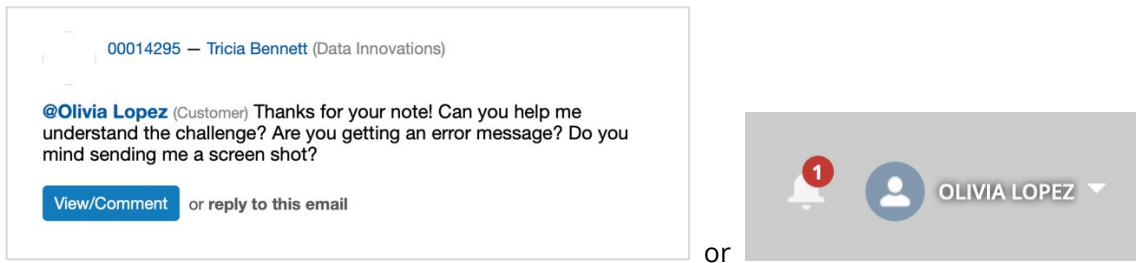 00014295 — Tricia Bennett (Data Innovations)
@Olivia Lopez (Customer) Thanks for your note! Can you help me
understand the challenge? Are you getting an error message? Do you
mind sending me a screen shot?
View/Comment or reply to this email
or
1
OLIVIA LOPEZ